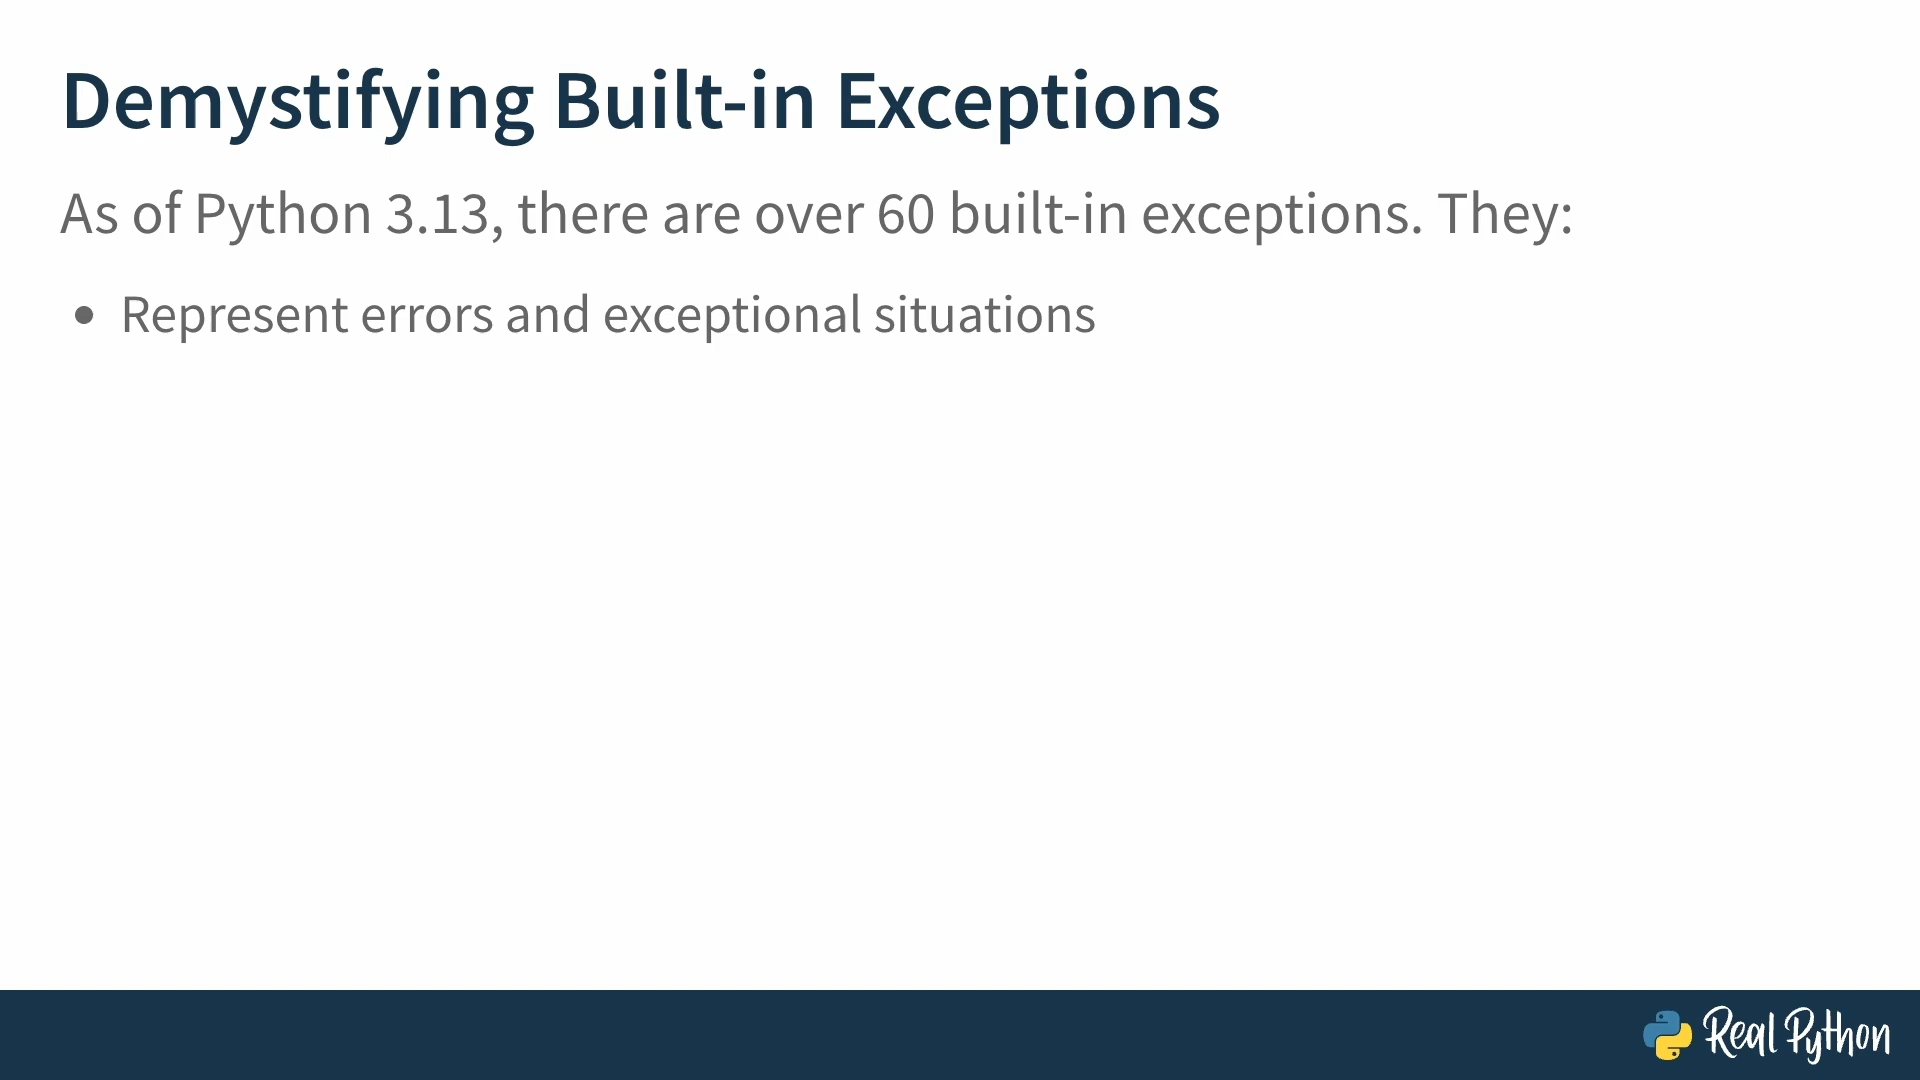 Demystifying Built-in Exceptions
As of Python 3.13, there are over 60 built-in exceptions. They:
• Represent errors and exceptional situations
Real Python